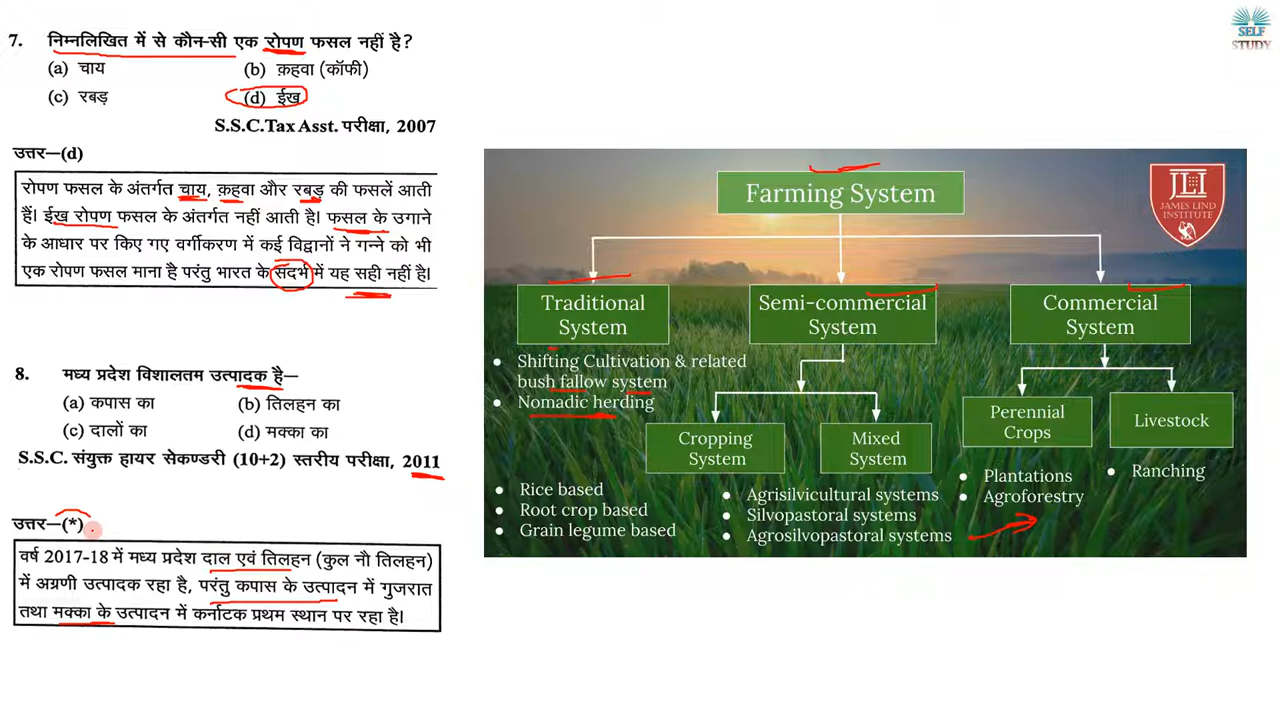 7. निम्नलिखित में से कौन-सी एक रोपण फसल नहीं है?
(a) चाय (b) क़हवा (कॉफी)
(c) रबड़ (d) ईख
S.S.C.Tax Asst. परीक्षा, 2007
उत्तर—(d)
रोपण फसल के अंतर्गत चाय, क़हवा और रबड़ की फसलें आती
हैं। ईख रोपण फसल के अंतर्गत नहीं आती है। फसल के उगाने
के आधार पर किए गए वर्गीकरण में कई विद्वानों ने गन्ने को भी
एक रोपण फसल माना है परंतु भारत के संदर्भ में यह सही नहीं है।
8. मध्य प्रदेश विशालतम उत्पादक है—
(a) कपास का (b) तिलहन का
(c) दालों का (d) मक्का का
S.S.C. संयुक्त हायर सेकण्डरी (10+2) स्तरीय परीक्षा, 2011
उत्तर—(*)
वर्ष 2017-18 में मध्य प्रदेश दाल एवं तिलहन (कुल नौ तिलहन)
में अग्रणी उत्पादक रहा है, परंतु कपास के उत्पादन में गुजरात
तथा मक्का के उत्पादन में कर्नाटक प्रथम स्थान पर रहा है।
SELF
STUDY
JLI
JAMES LIND
INSTITUTE
Farming System
Traditional
System
Semi-commercial
System
Commercial
System
• Shifting Cultivation & related
bush fallow system
• Nomadic herding
Cropping
System
Mixed
System
Perennial
Crops
Livestock
• Rice based
• Root crop based
• Grain legume based
• Agrisilvicultural systems
• Silvopastoral systems
• Agrosilvopastoral systems
• Plantations
• Agroforestry
• Ranching